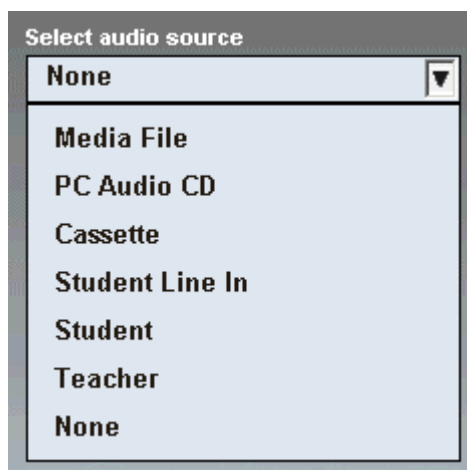 Select audio source
None
Media File
PC Audio CD
Cassette
Student Line In
Student
Teacher
None